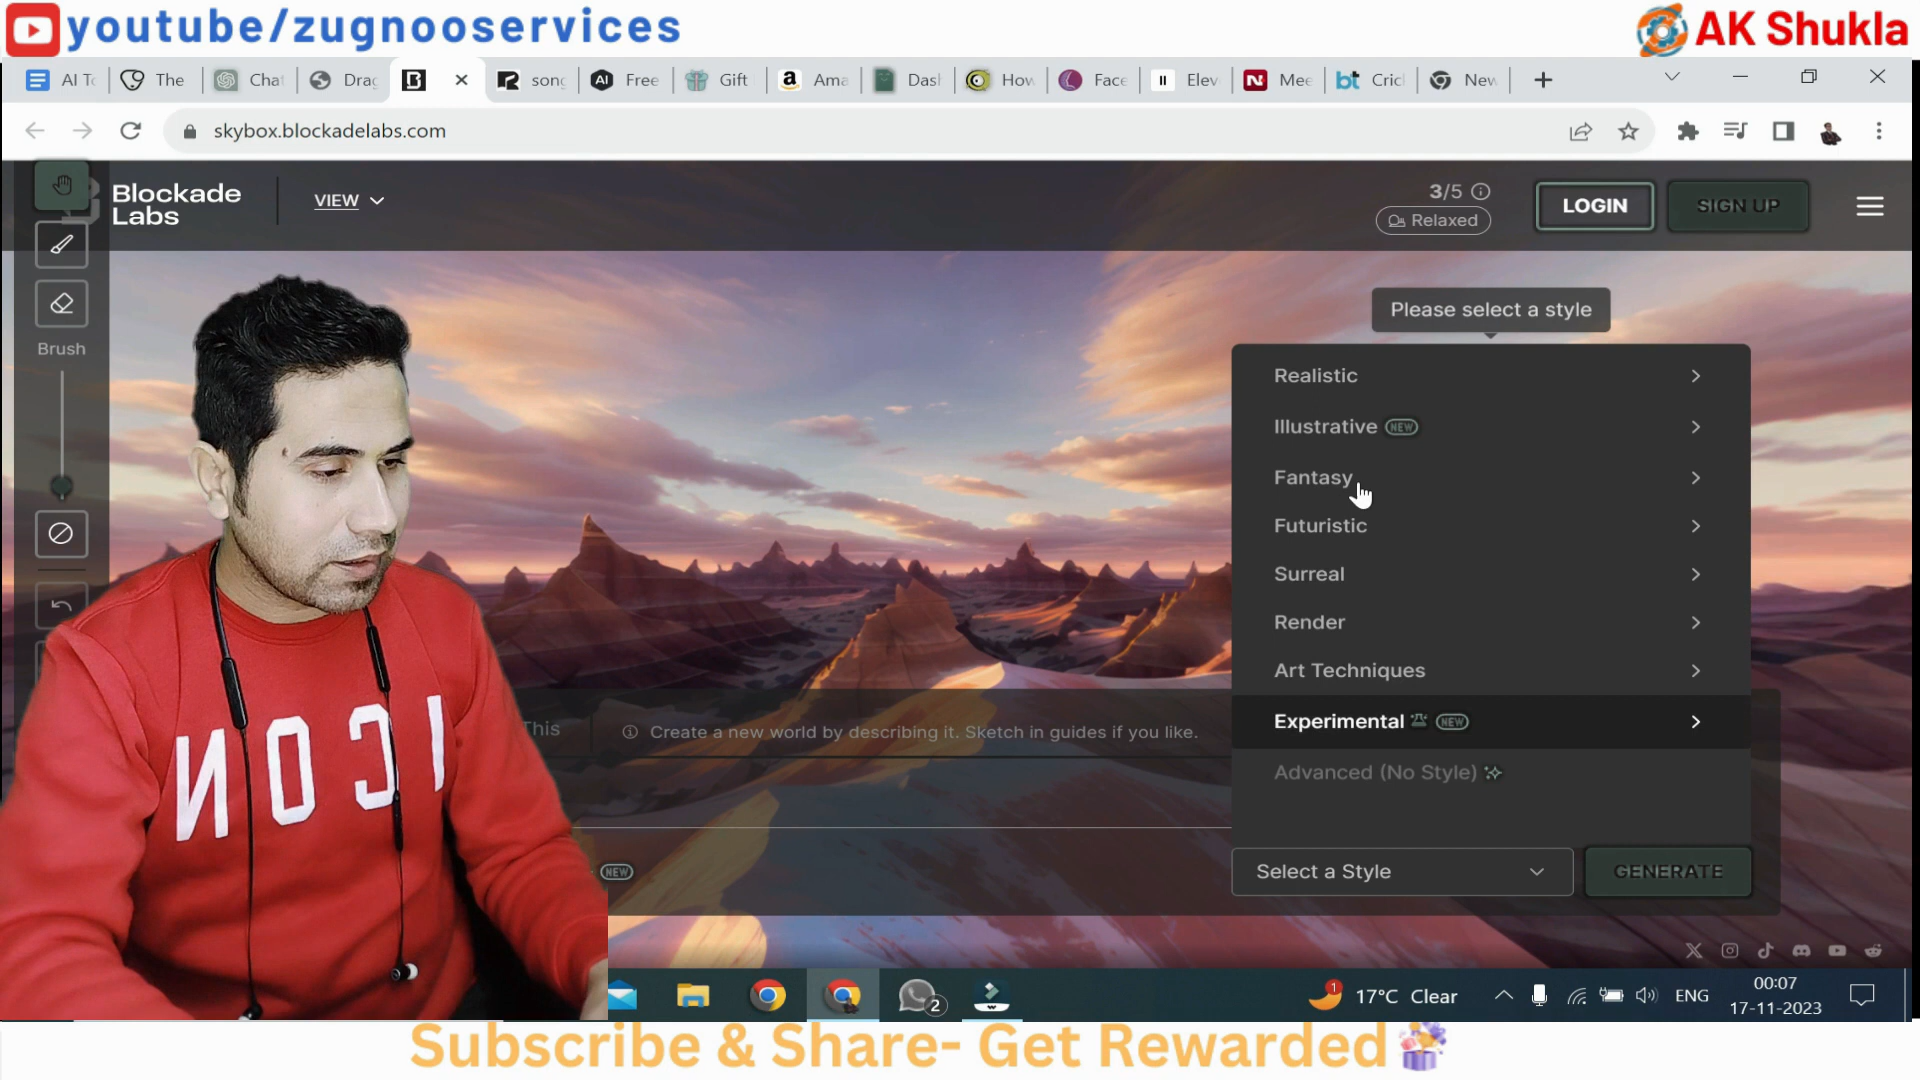 youtube/zugnooservices
AK Shukla
AI To
The
Chat
Drag
song
Free
Gift
Ama
Dash
How
Face
Elev
Mee
Cric
New
skybox.blockadelabs.com
Blockade
Labs
VIEW
3/5
Relaxed
LOGIN
SIGN UP
Please select a style
Brush
Realistic
Illustrative NEW
Fantasy
Futuristic
Surreal
Render
Art Techniques
Experimental NEW
Advanced (No Style)
This
Create a new world by describing it. Sketch in guides if you like.
NEW
Select a Style
GENERATE
ICON
17°C Clear
ENG
00:07
17-11-2023
2
1
Subscribe & Share- Get Rewarded